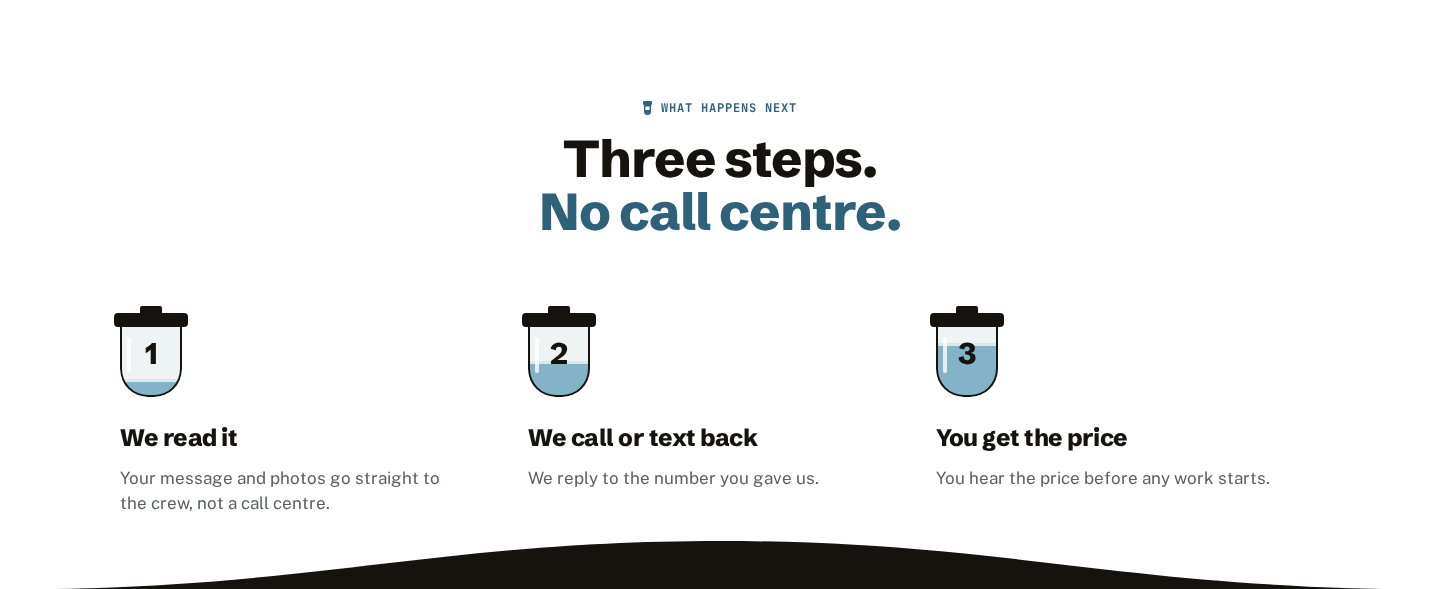 WHAT HAPPENS NEXT
Three steps.
No call centre.
1
2
3
We read it
Your message and photos go straight to
the crew, not a call centre.
We call or text back
We reply to the number you gave us.
You get the price
You hear the price before any work starts.